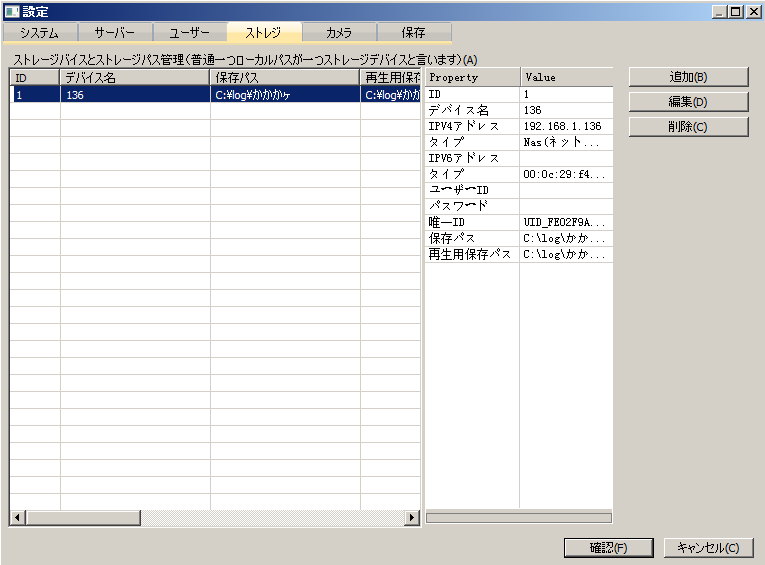 設定
システム サーバー ユーザー ストレジ カメラ 保存
ストレージバイスとストレージパス管理(普通一つローカルパスが一つストレージデバイスと言います)(A)
ID デバイス名 保存パス 再生用保存 Property Value
1 136 C:¥log¥かかかヶ C:¥log¥かか
ID 1
デバイス名 136
IPV4アドレス 192.168.1.136
タイプ Nas(ネット...
IPV6アドレス
タイプ 00:0c:29:f4...
ユーザーID
パスワード
唯一ID UID_FE02F9A...
保存パス C:\log\かか...
再生用保存パス C:\log\かか...
追加(B)
編集(D)
削除(C)
確認(F) キャンセル(C)